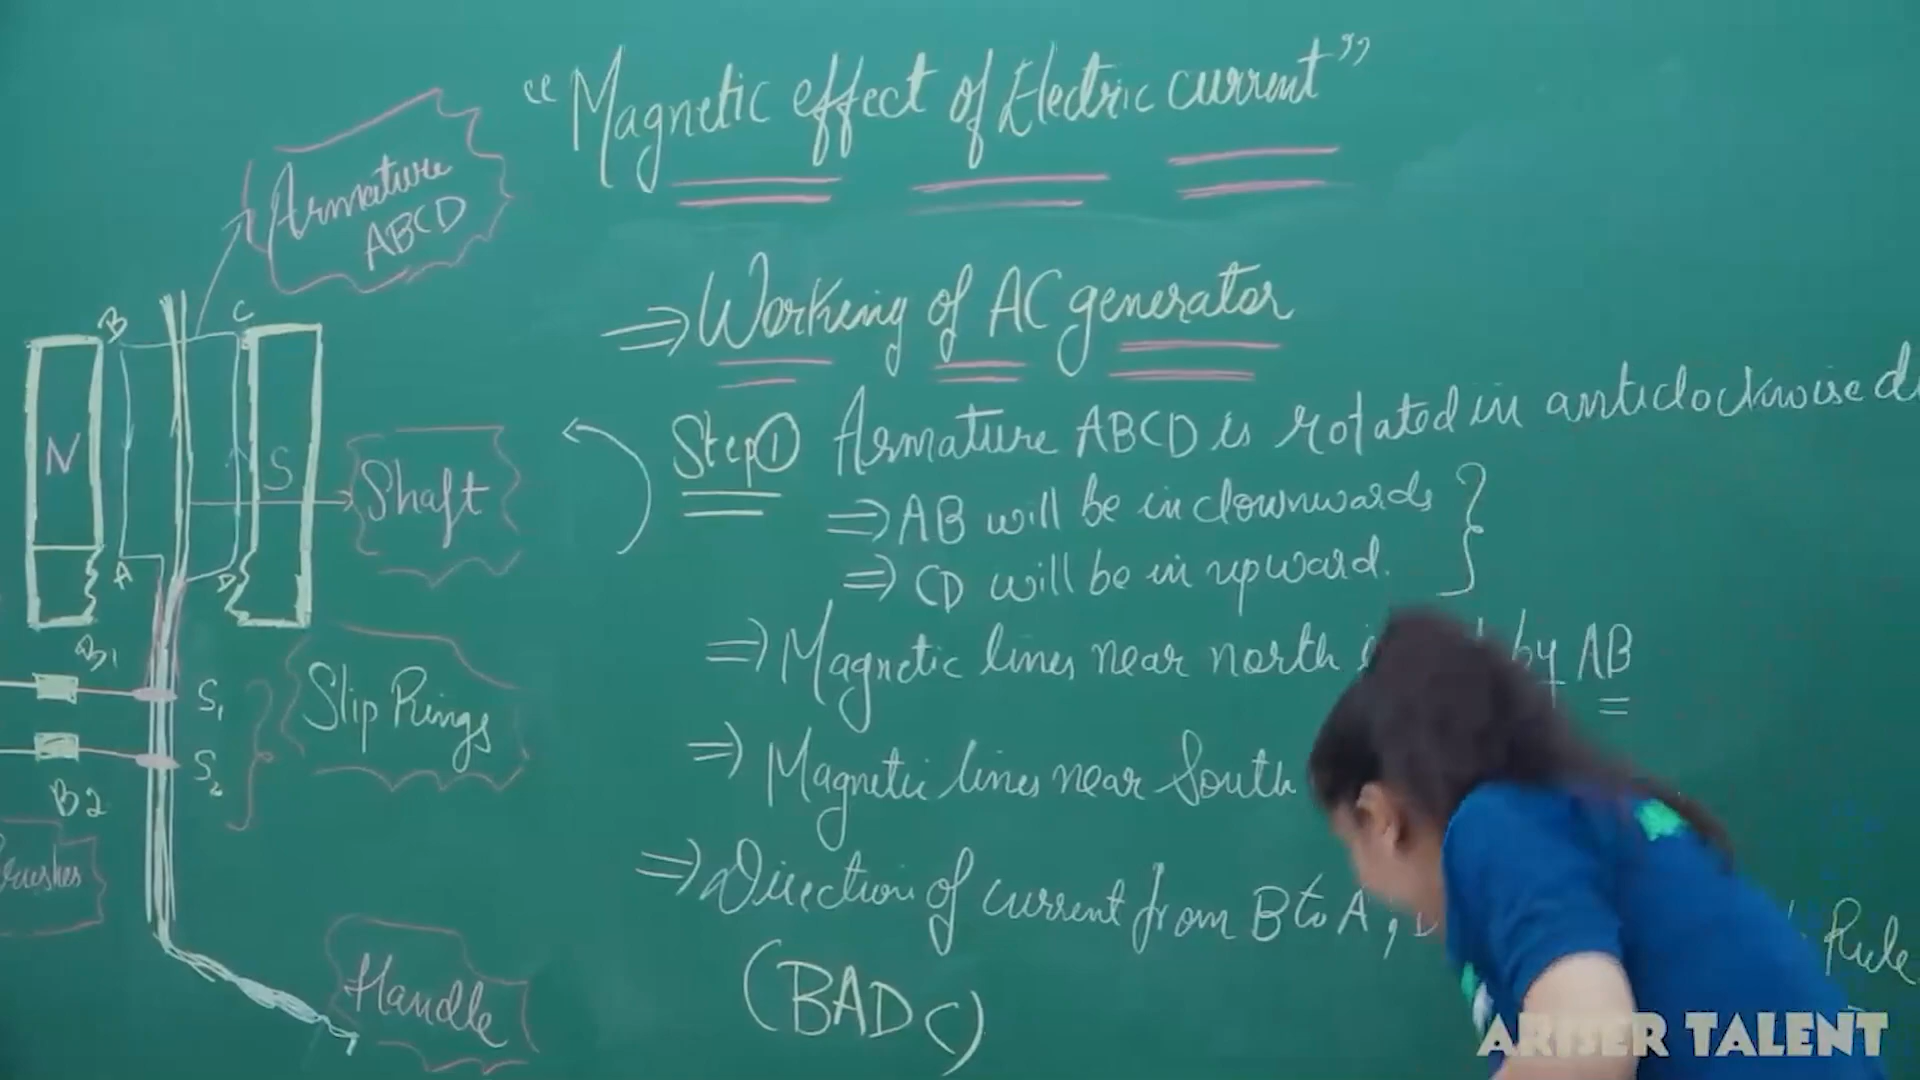 "Magnetic effect of Electric current"
Armature
ABCD
⇒ Working of AC generator
B
C
N
S
A
D
Shaft
Step ① Armature ABCD is rotated in anticlockwise
⇒ AB will be in downwards
⇒ CD will be in upward.
⇒ Magnetic lines near north by AB
⇒ Magnetic lines near South
⇒ Direction of current from B to A, Rule
(BADC)
B1
S1
Slip Rings
S2
B2
Handle
ARISER TALENT